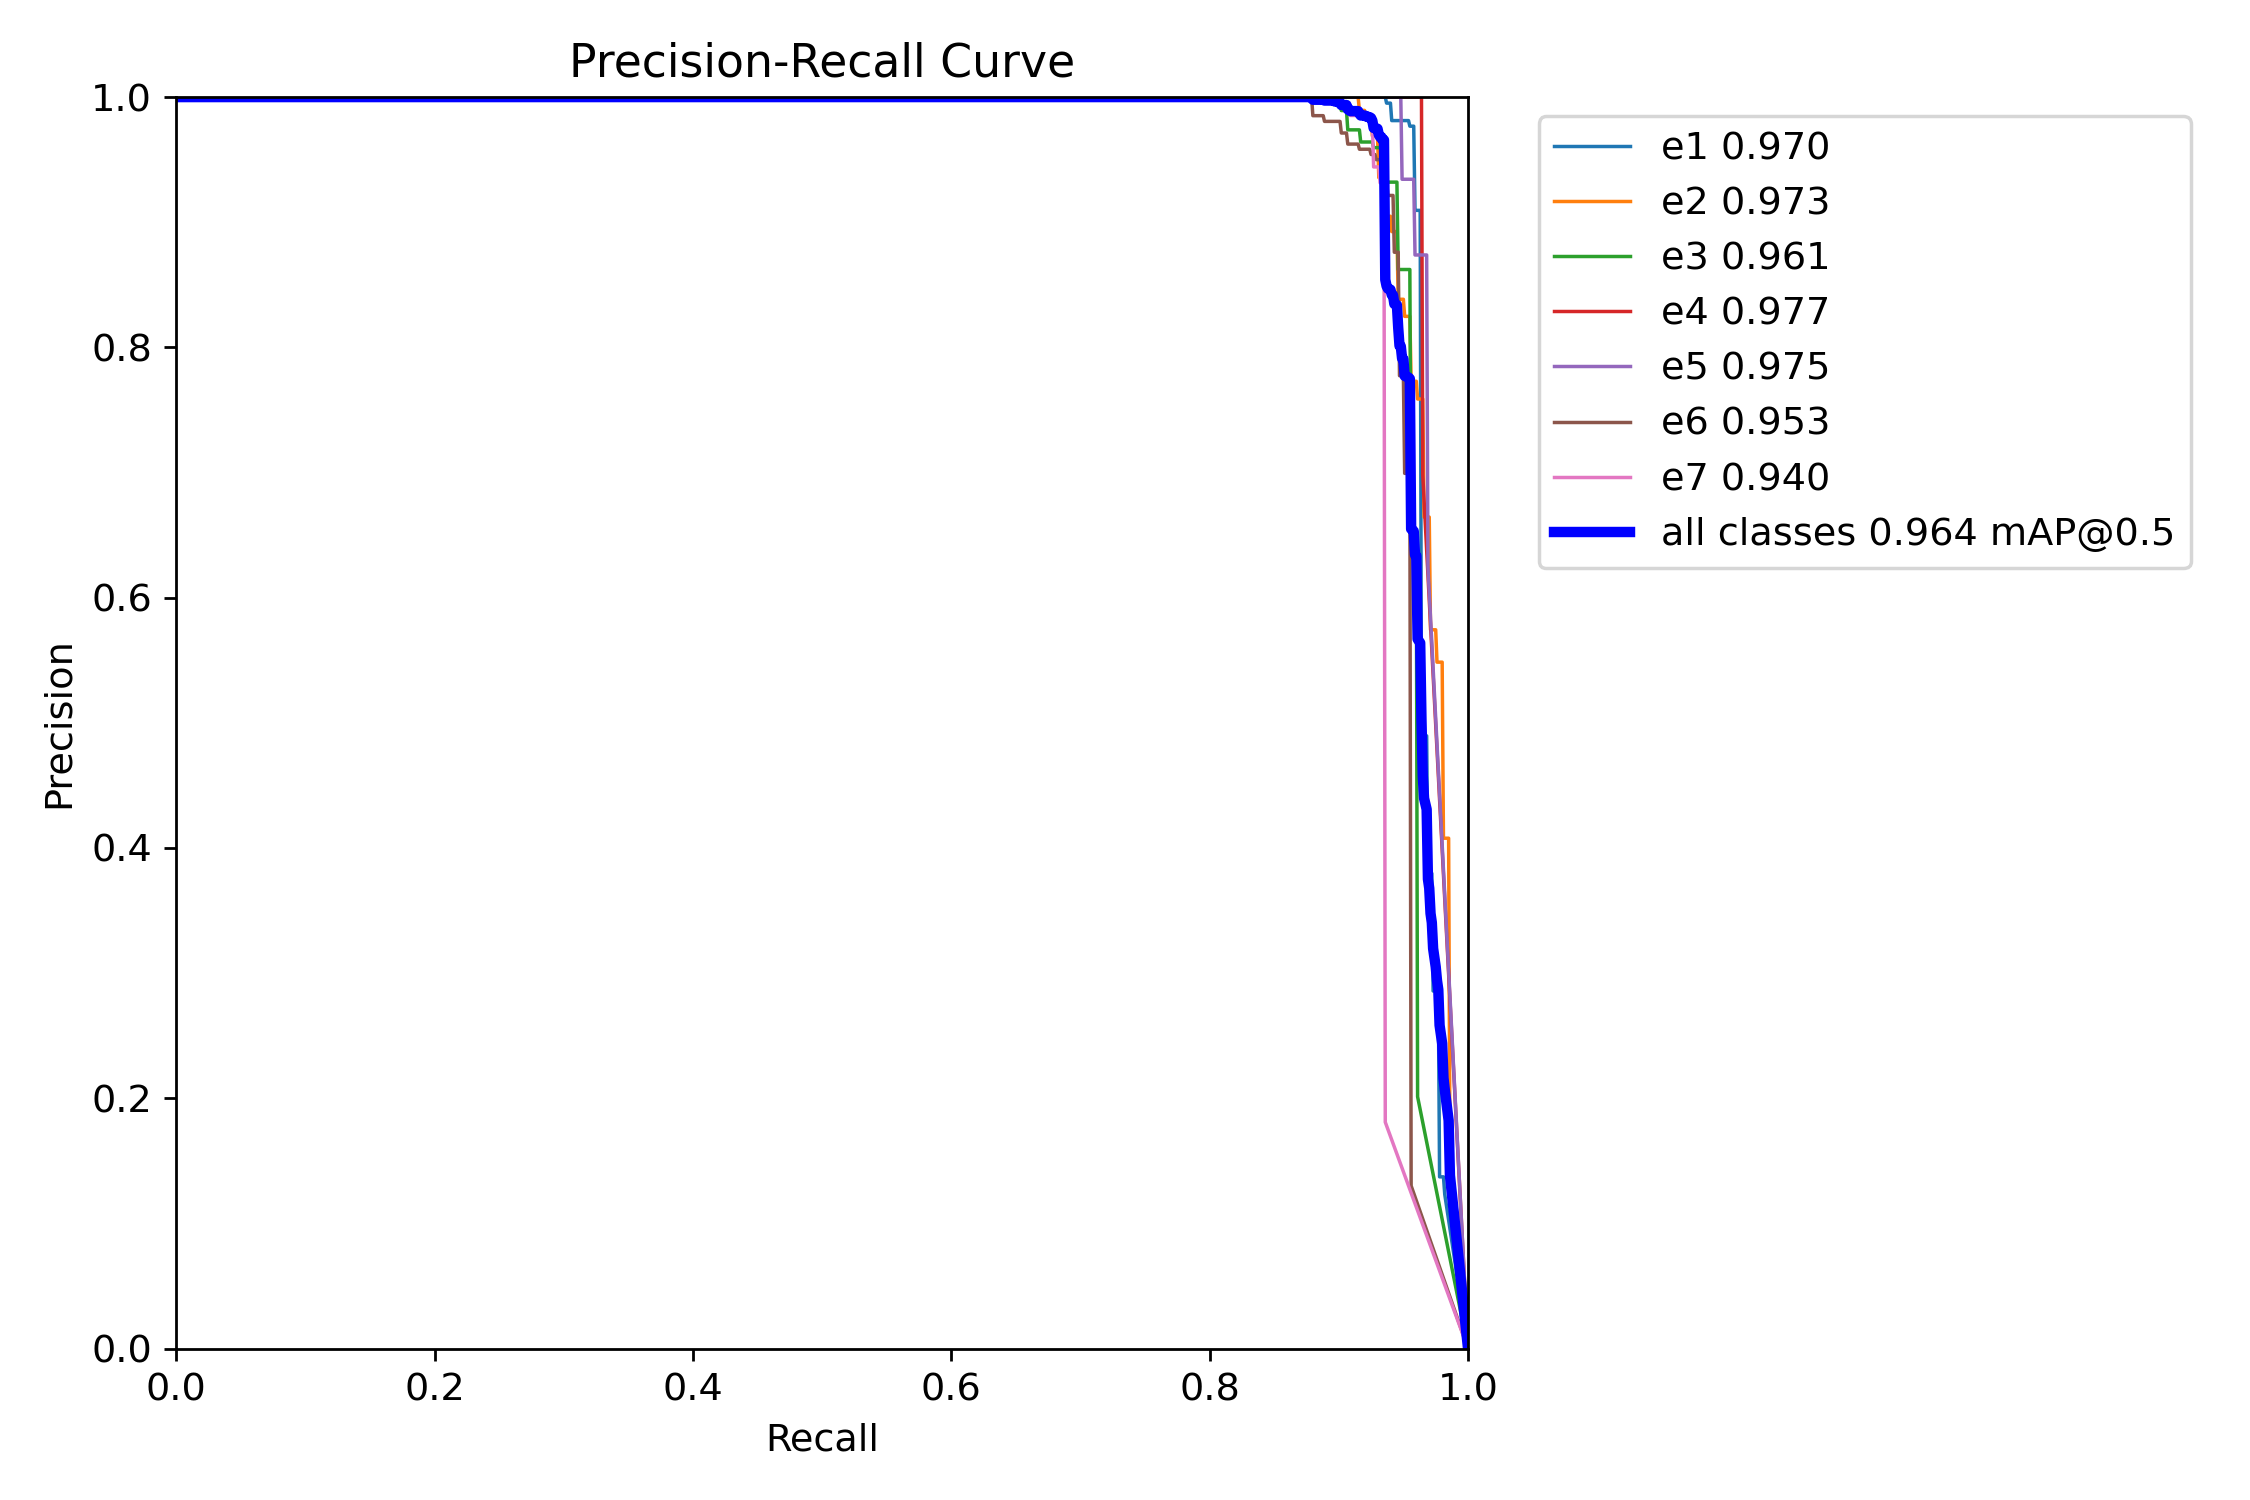 Precision-Recall Curve
1.0
0.8
0.6
0.4
0.2
0.0
Precision
0.0 0.2 0.4 0.6 0.8 1.0
Recall
e1 0.970
e2 0.973
e3 0.961
e4 0.977
e5 0.975
e6 0.953
e7 0.940
all classes 0.964 mAP@0.5